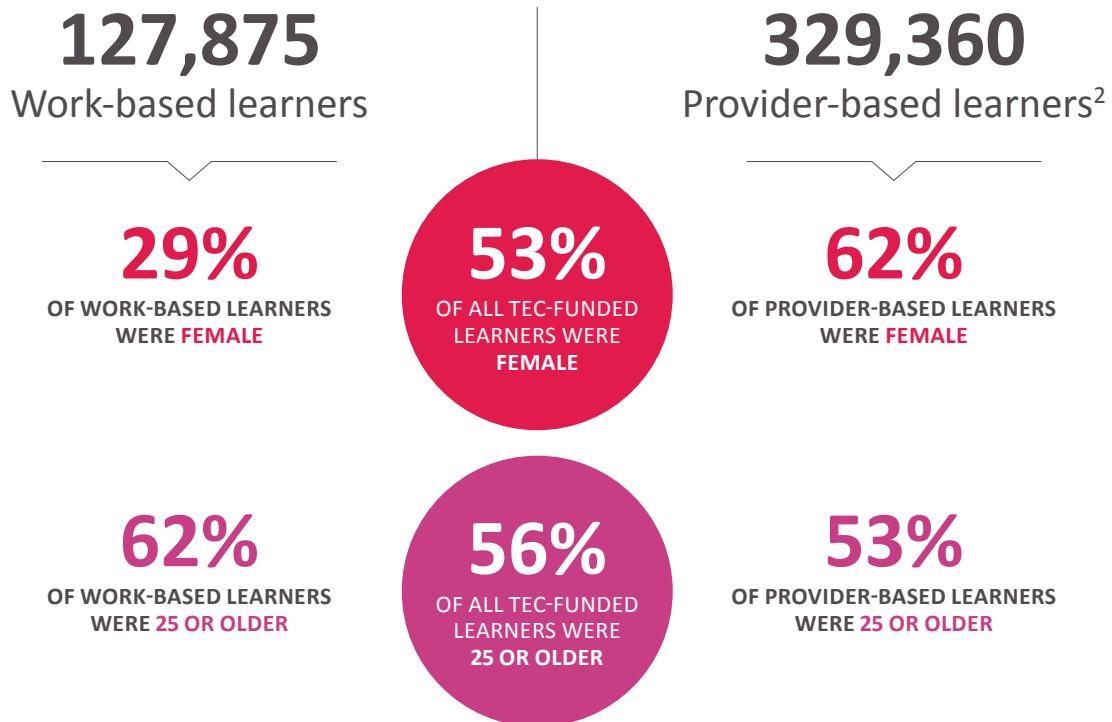 127,875
Work-based learners
329,360
Provider-based learners²
29%
OF WORK-BASED LEARNERS
WERE FEMALE
53%
OF ALL TEC-FUNDED
LEARNERS WERE
FEMALE
62%
OF PROVIDER-BASED LEARNERS
WERE FEMALE
62%
OF WORK-BASED LEARNERS
WERE 25 OR OLDER
56%
OF ALL TEC-FUNDED
LEARNERS WERE
25 OR OLDER
53%
OF PROVIDER-BASED LEARNERS
WERE 25 OR OLDER